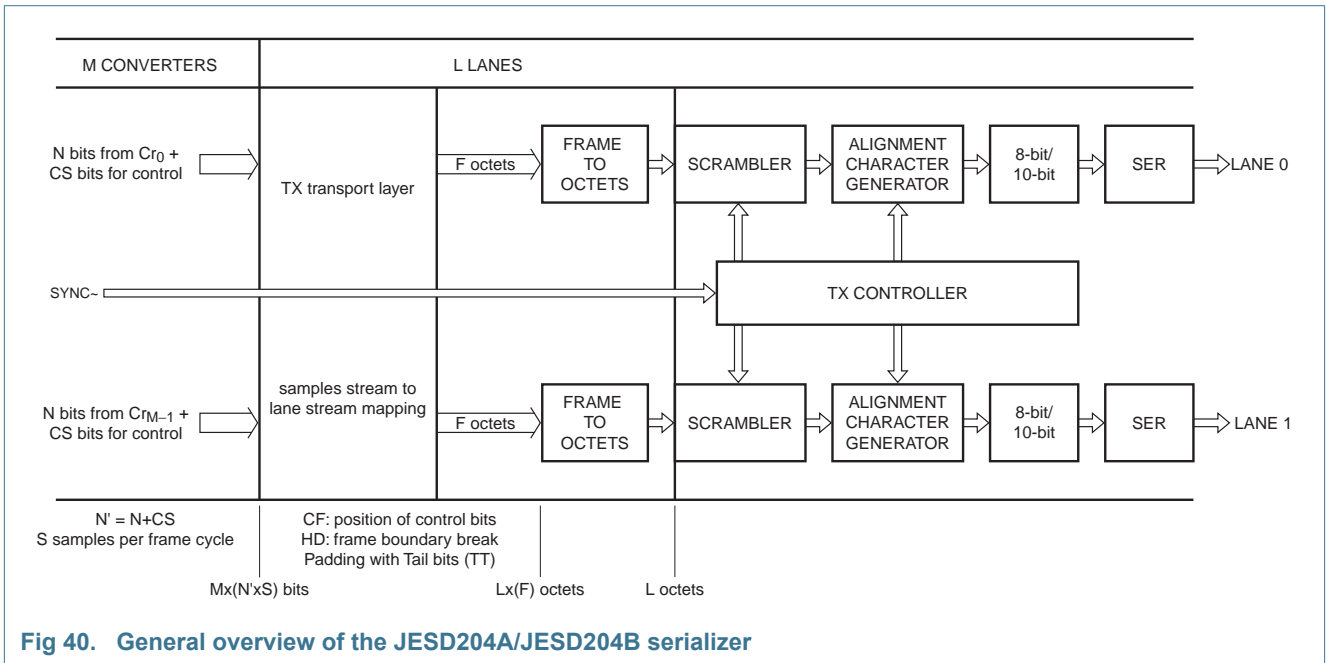 M CONVERTERS
L LANES
N bits from Cr0 +
CS bits for control
TX transport layer
F octets
FRAME
TO
OCTETS
SCRAMBLER
ALIGNMENT
CHARACTER
GENERATOR
8-bit/
10-bit
SER
LANE 0
SYNC~
TX CONTROLLER
N bits from CrM−1 +
CS bits for control
samples stream to
lane stream mapping
F octets
FRAME
TO
OCTETS
SCRAMBLER
ALIGNMENT
CHARACTER
GENERATOR
8-bit/
10-bit
SER
LANE 1
N' = N+CS
S samples per frame cycle
CF: position of control bits
HD: frame boundary break
Padding with Tail bits (TT)
Mx(N'xS) bits
Lx(F) octets
L octets
Fig 40. General overview of the JESD204A/JESD204B serializer